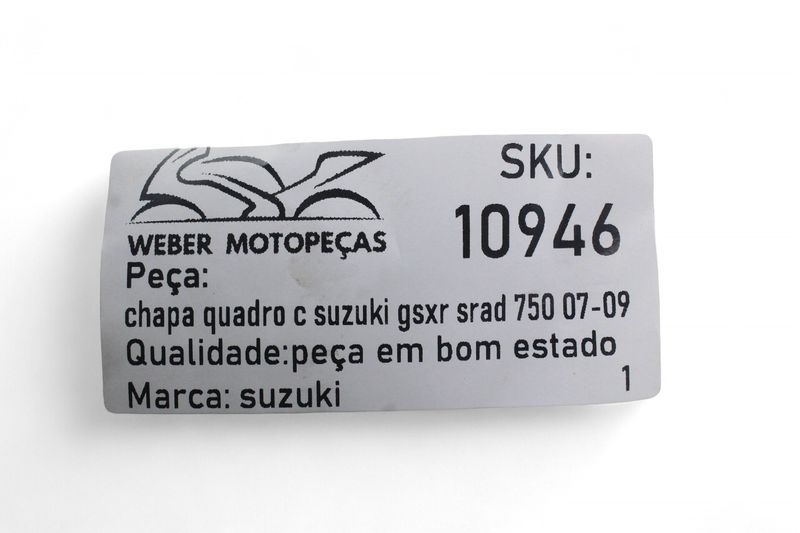 SKU:
10946
WEBER MOTOPEÇAS
Peça:
chapa quadro c suzuki gsxr srad 750 07-09
Qualidade:peça em bom estado
Marca: suzuki
1